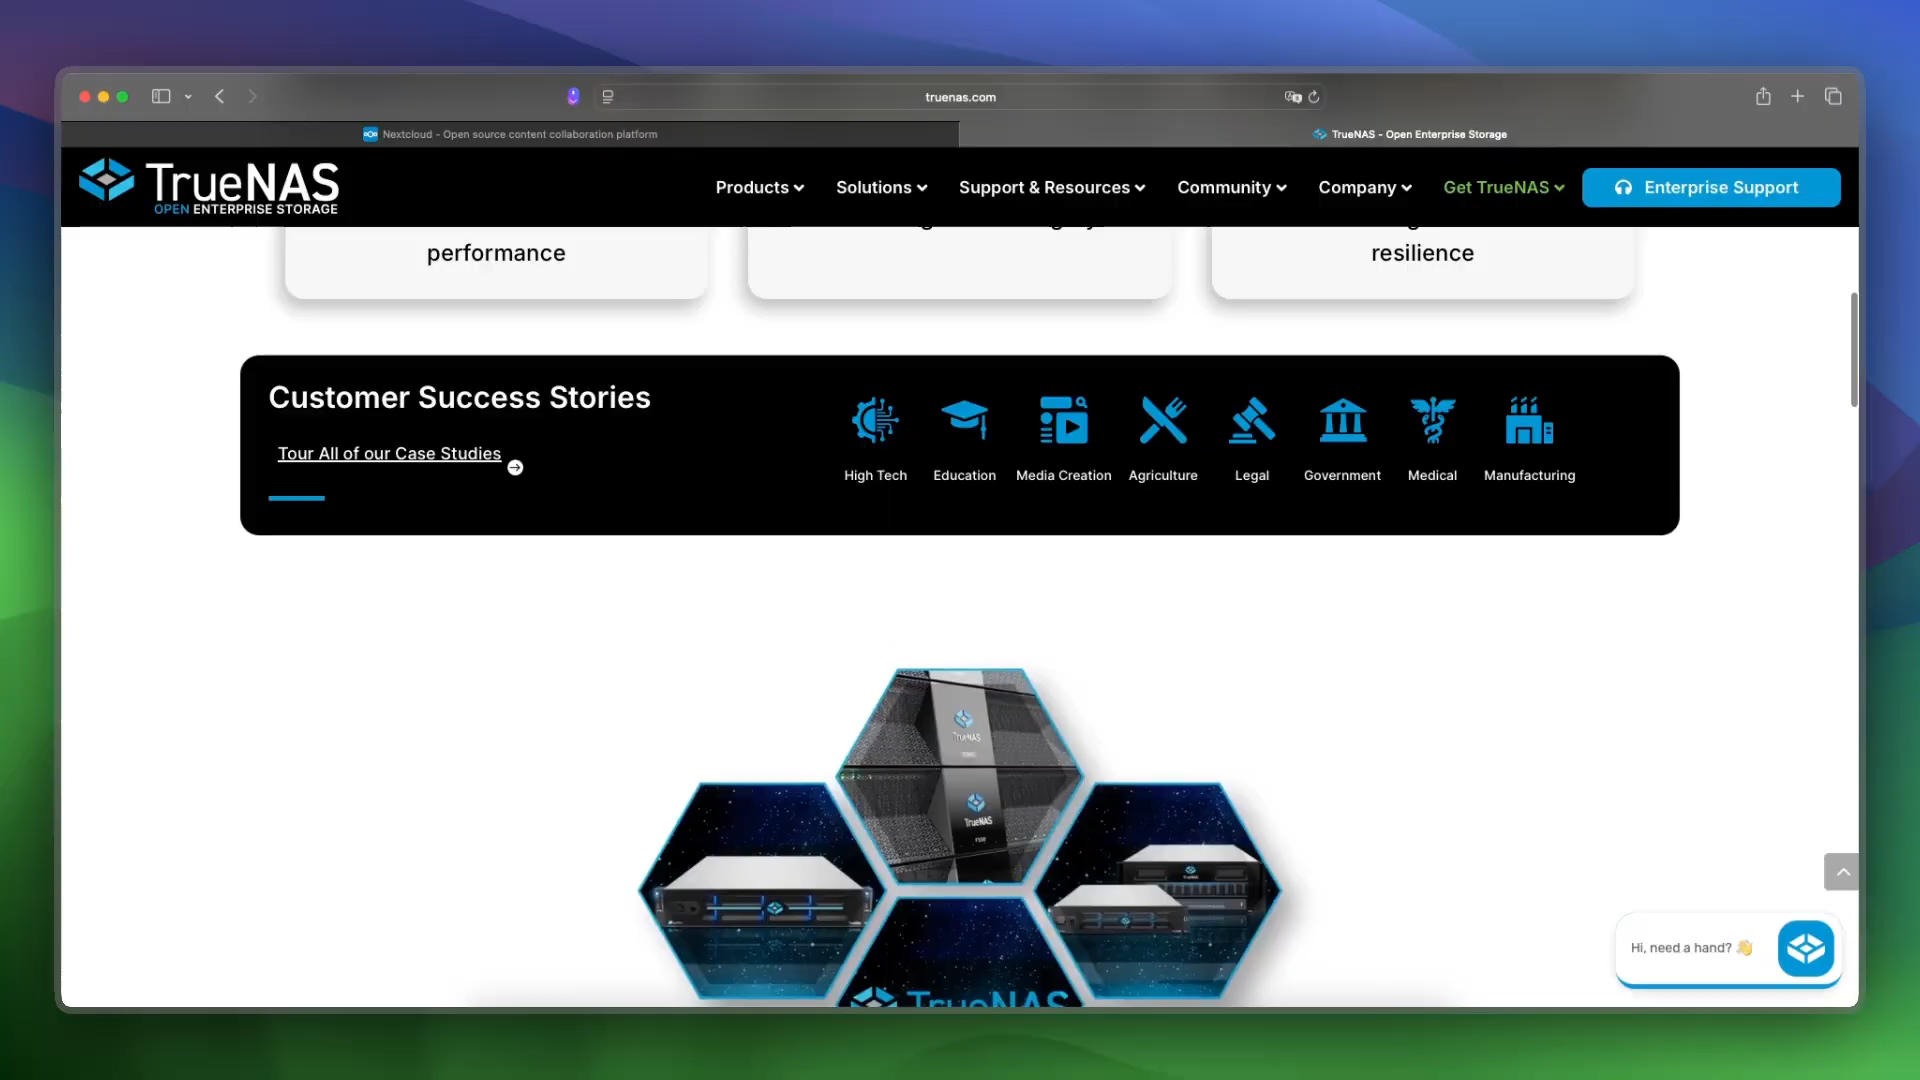 truenas.com
Nextcloud - Open source content collaboration platform
TrueNAS - Open Enterprise Storage
TrueNAS
OPEN ENTERPRISE STORAGE
Products
Solutions
Support & Resources
Community
Company
Get TrueNAS
Enterprise Support
performance
resilience
Customer Success Stories
Tour All of our Case Studies
High Tech
Education
Media Creation
Agriculture
Legal
Government
Medical
Manufacturing
TrueNAS
TrueNAS
TrueNAS
Hi, need a hand? 👋